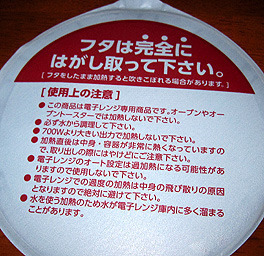 フタは完全に
はがし取って下さい。
[フタをしたまま加熱すると吹きこぼれる場合があります。]
[使用上の注意]
●この商品は電子レンジ専用商品です。オーブンやオー
ブントースターでは加熱しないで下さい。
●必ず水から調理して下さい。
●700Wより大きい出力で加熱しないで下さい。
●加熱直後は中身・容器が非常に熱くなっていますの
で、取り出しの際にはやけどにご注意下さい。
●電子レンジのオート設定は過加熱になる可能性があ
りますので使用しないで下さい。
●電子レンジでの過度の加熱は中身の飛び散りの原因
となりますので絶対に避けて下さい。
●水を使う加熱のため水が電子レンジ庫内に多く溜まる
ことがあります。